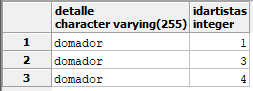 detalle idartistas
character varying(255) integer
1 domador 1
2 domador 3
3 domador 4